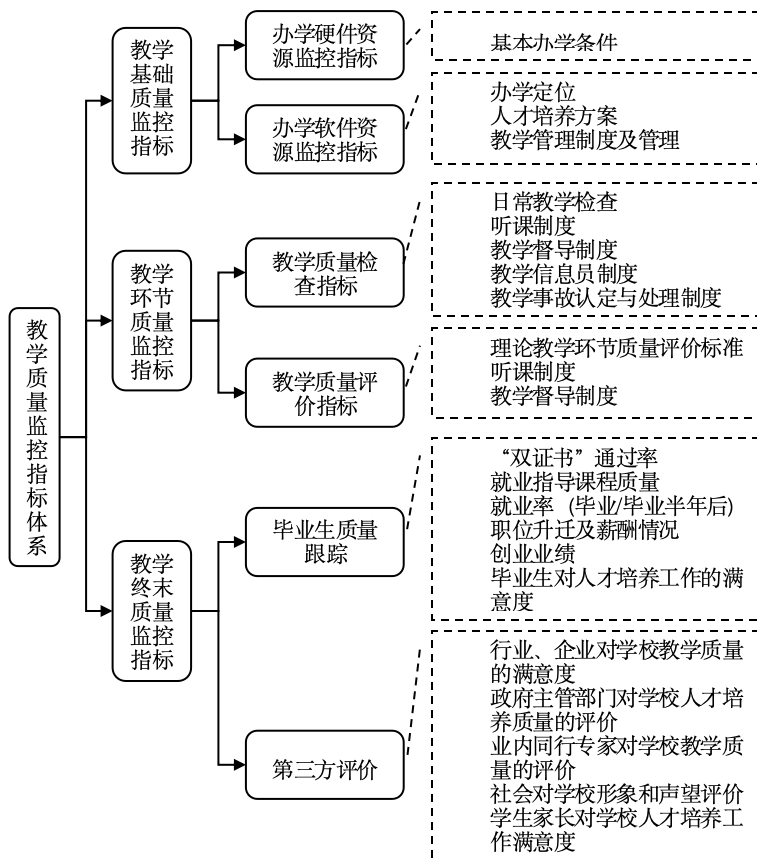 教
学
质
量
监
控
指
标
体
系
教学
基础
质量
监控
指标
办学硬件资
源监控指标
基本办学条件
办学软件资
源监控指标
办学定位
人才培养方案
教学管理制度及管理
教学
环节
质量
监控
指标
教学质量检
查指标
日常教学检查
听课制度
教学督导制度
教学信息员制度
教学事故认定与处理制度
教学质量评
价指标
理论教学环节质量评价标准
听课制度
教学督导制度
教学
终末
质量
监控
指标
毕业生质量
跟踪
“双证书”通过率
就业指导课程质量
就业率（毕业/毕业半年后）
职位升迁及薪酬情况
创业业绩
毕业生对人才培养工作的满
意度
第三方评价
行业、企业对学校教学质量
的满意度
政府主管部门对学校人才培
养质量的评价
业内同行专家对学校教学质
量的评价
社会对学校形象和声望评价
学生家长对学校人才培养工
作满意度